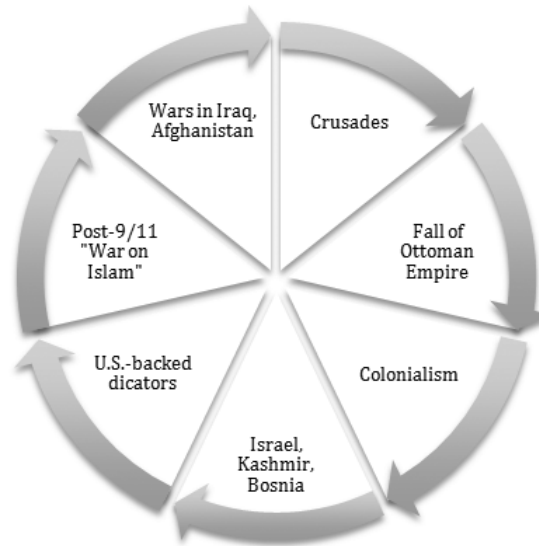 Crusades
Fall of
Ottoman
Empire
Colonialism
Israel,
Kashmir,
Bosnia
U.S.-backed
dicators
Post-9/11
"War on
Islam"
Wars in Iraq,
Afghanistan